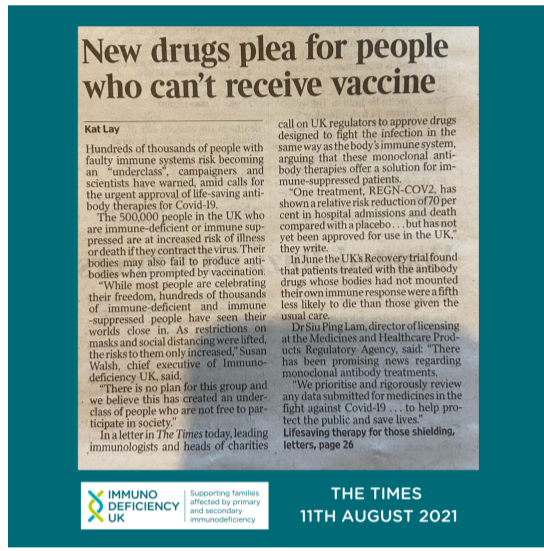 New drugs plea for people
who can't receive vaccine
Kat Lay
Hundreds of thousands of people with
faulty immune systems risk becoming
an "underclass", campaigners and
scientists have warned, amid calls for
the urgent approval of life-saving anti-
body therapies for Covid-19.
The 500,000 people in the UK who
are immune-deficient or immune sup-
pressed are at increased risk of illness
or death if they contract the virus. Their
bodies may also fail to produce anti-
bodies when prompted by vaccination.
"While most people are celebrating
their freedom, hundreds of thousands
of immune-deficient and immune
-suppressed people have seen their
worlds close in. As restrictions on
masks and social distancing were lifted,
the risks to them only increased," Susan
Walsh, chief executive of Immuno-
deficiency UK, said.
"There is no plan for this group and
we believe this has created an under-
class of people who are not free to par-
ticipate in society."
In a letter in The Times today, leading
immunologists and heads of charities
call on UK regulators to approve drugs
designed to fight the infection in the
same way as the body's immune system,
arguing that these monoclonal anti-
body therapies offer a solution for im-
mune-suppressed patients.
"One treatment, REGN-COV2, has
shown a relative risk reduction of 70 per
cent in hospital admissions and death
compared with a placebo . . . but has not
yet been approved for use in the UK,"
they write.
In June the UK's Recovery trial found
that patients treated with the antibody
drugs whose bodies had not mounted
their own immune response were a fifth
less likely to die than those given the
usual care.
Dr Siu Ping Lam, director of licensing
at the Medicines and Healthcare Prod-
ucts Regulatory Agency, said: "There
has been promising news regarding
monoclonal antibody treatments.
"We prioritise and rigorously review
any data submitted for medicines in the
fight against Covid-19 . . . to help pro-
tect the public and save lives."
Lifesaving therapy for those shielding,
letters, page 26
IMMUNO
DEFICIENCY
UK
Supporting families
affected by primary
and secondary
immunodeficiency
THE TIMES
11TH AUGUST 2021